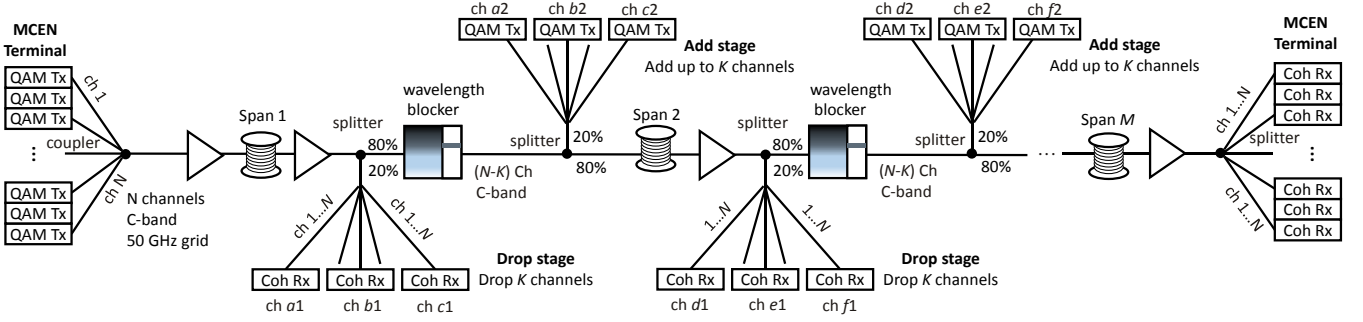 MCEN
Terminal
QAM Tx
QAM Tx
QAM Tx
⋮
QAM Tx
QAM Tx
QAM Tx
ch 1
coupler
ch N
N channels
C-band
50 GHz grid
Span 1
splitter
80%
20%
ch 1...N
ch 1...N
Coh Rx
Coh Rx
Coh Rx
ch a1
ch b1
ch c1
Drop stage
Drop K channels
wavelength
blocker
(N-K) Ch
C-band
ch a2
ch b2
ch c2
QAM Tx
QAM Tx
QAM Tx
Add stage
Add up to K channels
splitter
20%
80%
Span 2
splitter
80%
20%
1...N
1...N
Coh Rx
Coh Rx
Coh Rx
ch d1
ch e1
ch f1
Drop stage
Drop K channels
wavelength
blocker
(N-K) Ch
C-band
ch d2
ch e2
ch f2
QAM Tx
QAM Tx
QAM Tx
Add stage
Add up to K channels
splitter
20%
80%
...
Span M
ch 1...N
splitter
ch 1...N
MCEN
Terminal
Coh Rx
Coh Rx
Coh Rx
⋮
Coh Rx
Coh Rx
Coh Rx